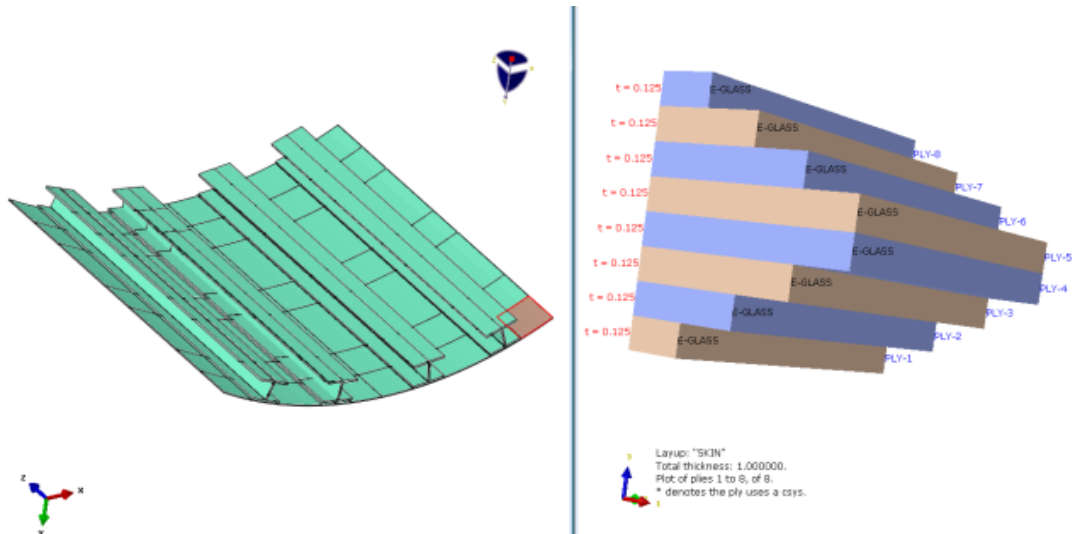 z
x
Y
t = 0.125
E-GLASS
PLY-8
t = 0.125
E-GLASS
PLY-7
t = 0.125
E-GLASS
PLY-6
t = 0.125
E-GLASS
PLY-5
t = 0.125
E-GLASS
PLY-4
t = 0.125
E-GLASS
PLY-3
t = 0.125
E-GLASS
PLY-2
t = 0.125
E-GLASS
PLY-1
3
1
Layup: "SKIN"
Total thickness: 1.000000.
Plot of plies 1 to 8, of 8.
* denotes the ply uses a csys.